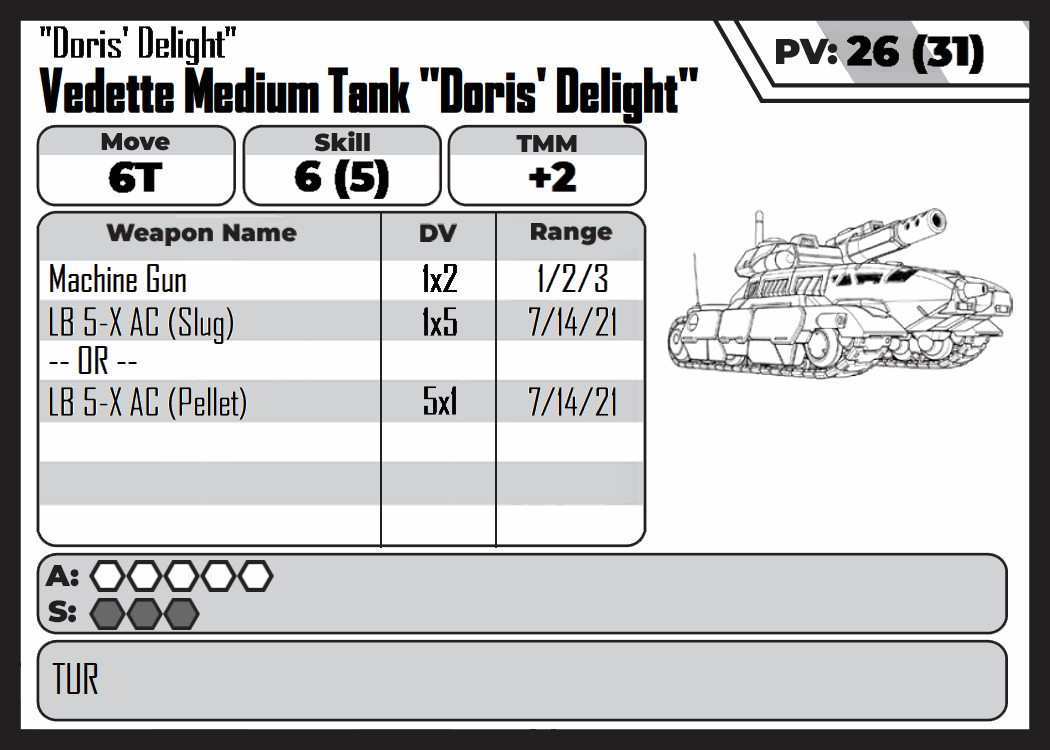 "Doris' Delight"
PV: 26 (31)
Vedette Medium Tank "Doris' Delight"
Move Skill TMM
6T 6 (5) +2
Weapon Name DV Range
Machine Gun 1x2 1/2/3
LB 5-X AC (Slug) 1x5 7/14/21
-- OR --
LB 5-X AC (Pellet) 5x1 7/14/21
A:
S:
TUR